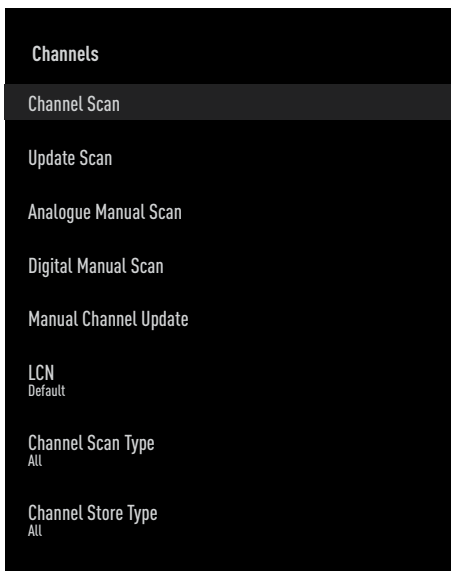 Channels
Channel Scan
Update Scan
Analogue Manual Scan
Digital Manual Scan
Manual Channel Update
LCN
Default
Channel Scan Type
All
Channel Store Type
All